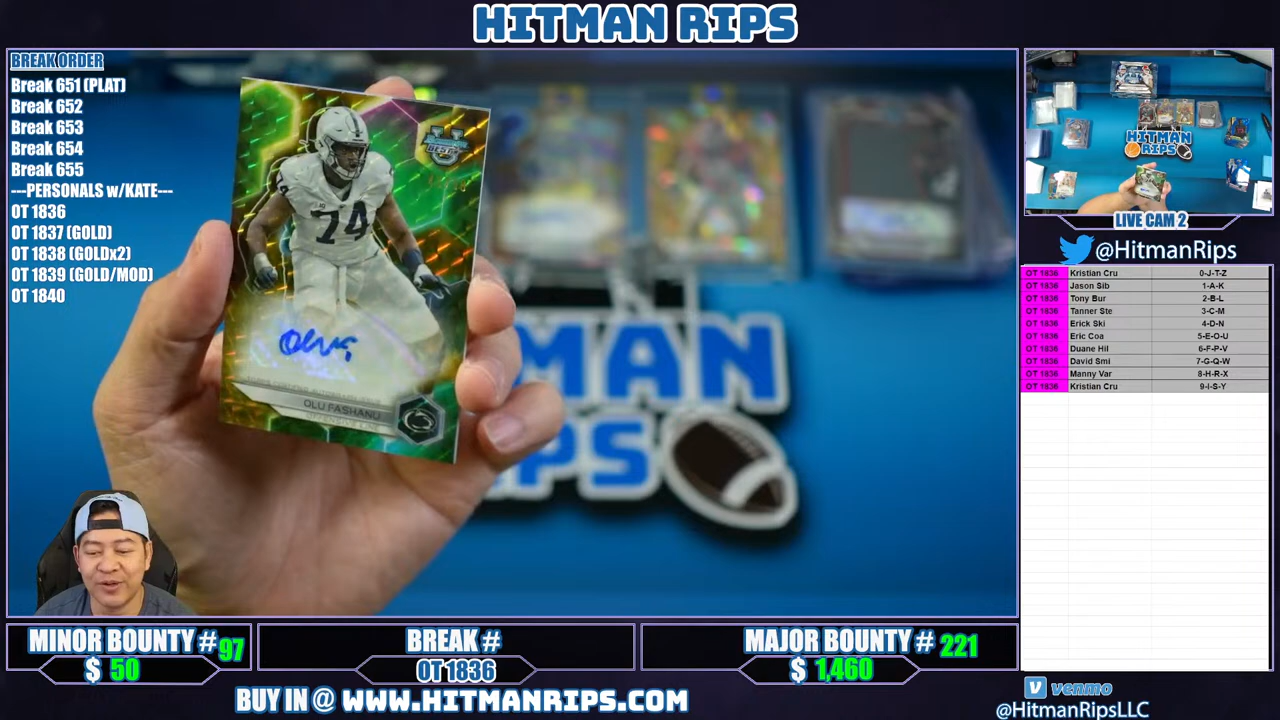 HITMAN RIPS
BREAK ORDER
Break 651 (PLAT)
Break 652
Break 653
Break 654
Break 655
---PERSONALS w/KATE---
OT 1836
OT 1837 (GOLD)
OT 1838 (GOLDx2)
OT 1839 (GOLD/MOD)
OT 1840
74
OLU FASHANU
HITMAN
RIPS
LIVE CAM 2
@HitmanRips
OT 1836 Kristian Cru 0-J-T-Z
OT 1836 Jason Sib 1-A-K
OT 1836 Tony Bur 2-B-L
OT 1836 Tanner Ste 3-C-M
OT 1836 Erick Ski 4-D-N
OT 1836 Eric Coa 5-E-O-U
OT 1836 Duane Hil 6-F-P-V
OT 1836 David Smi 7-G-Q-W
OT 1836 Manny Var 8-H-R-X
OT 1836 Kristian Cru 9-I-S-Y
MINOR BOUNTY # 97
$ 50
BREAK #
OT 1836
MAJOR BOUNTY # 221
$ 1,460
BUY IN @ WWW.HITMANRIPS.COM
venmo
@HitmanRipsLLC